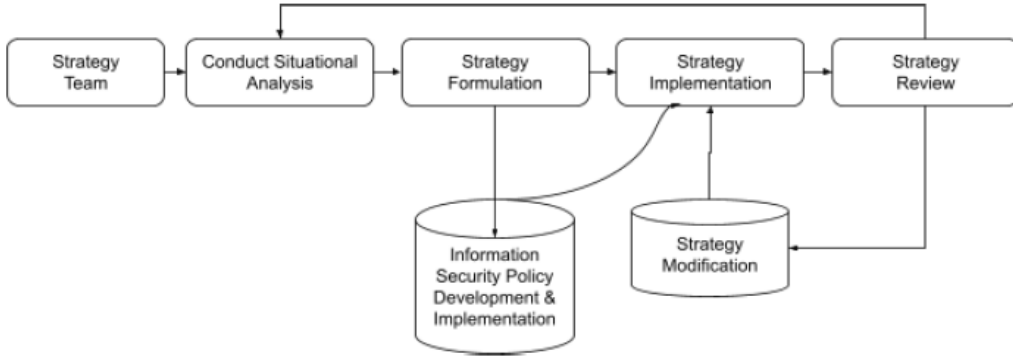 Strategy
Team
Conduct Situational
Analysis
Strategy
Formulation
Strategy
Implementation
Strategy
Review
Information
Security Policy
Development &
Implementation
Strategy
Modification